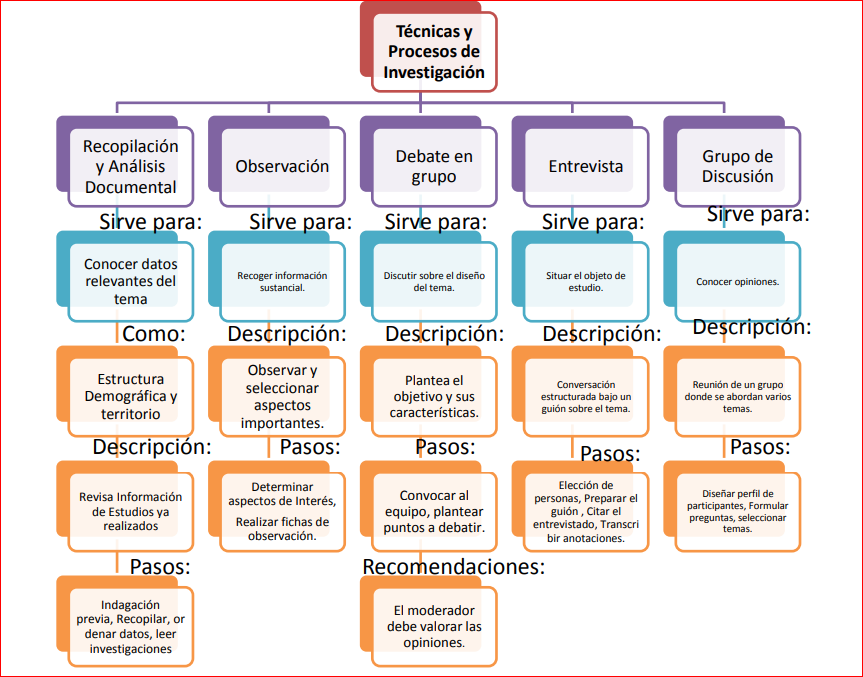 Técnicas y
Procesos de
Investigación
Recopilación
y Análisis
Documental
Observación
Debate en
grupo
Entrevista
Grupo de
Discusión
Sirve para:
Sirve para:
Sirve para:
Sirve para:
Sirve para:
Conocer datos
relevantes del
tema
Recoger información
sustancial.
Discutir sobre el diseño
del tema.
Situar el objeto de
estudio.
Conocer opiniones.
Como:
Descripción:
Descripción:
Descripción:
Descripción:
Estructura
Demográfica y
territorio
Observar y
seleccionar
aspectos
importantes.
Plantea el
objetivo y sus
características.
Conversación
estructurada bajo un
guión sobre el tema.
Reunión de un grupo
donde se abordan varios
temas.
Descripción:
Pasos:
Pasos:
Pasos:
Pasos:
Revisa Información
de Estudios ya
realizados
Determinar
aspectos de Interés,
Realizar fichas de
observación.
Convocar al
equipo, plantear
puntos a debatir.
Elección de
personas, Preparar el
guión , Citar el
entrevistado, Transcri
bir anotaciones.
Diseñar perfil de
participantes, Formular
preguntas, seleccionar
temas.
Pasos:
Recomendaciones:
Indagación
previa, Recopilar, or
denar datos, leer
investigaciones
El moderador
debe valorar las
opiniones.